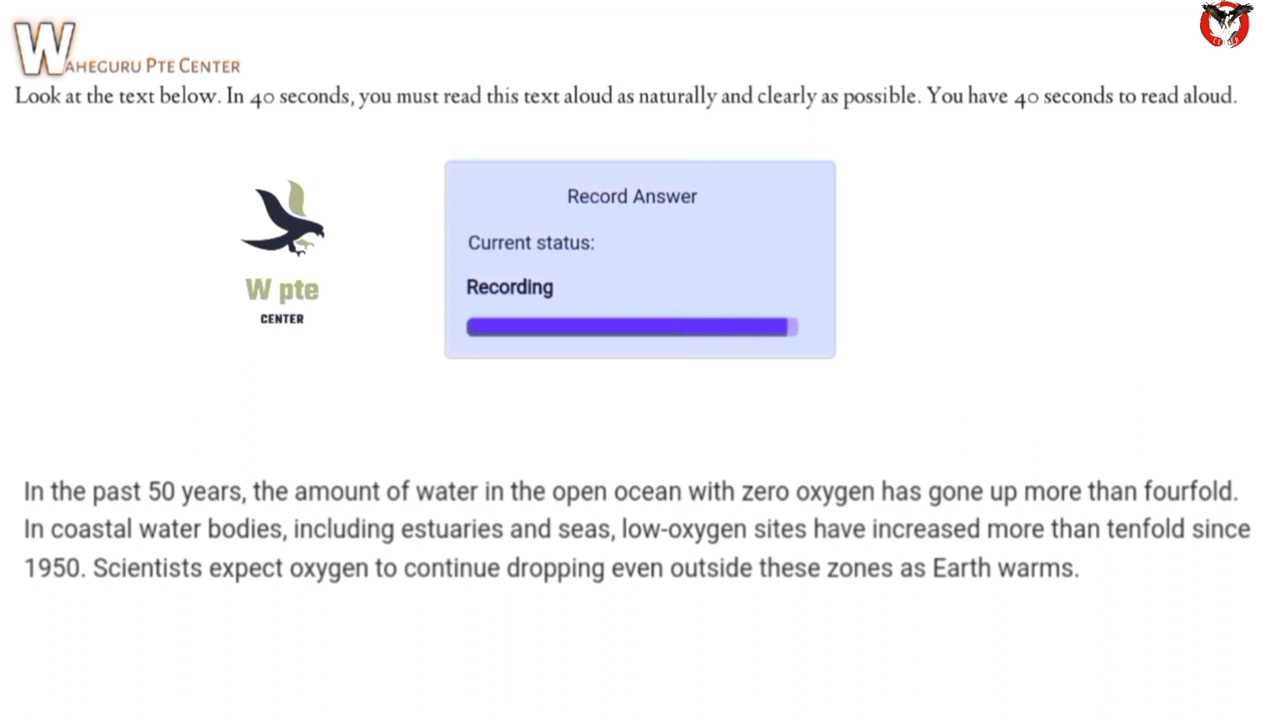 WAHEGURU PTE CENTER
Look at the text below. In 40 seconds, you must read this text aloud as naturally and clearly as possible. You have 40 seconds to read aloud.
Record Answer
Current status:
Recording
W pte
CENTER
In the past 50 years, the amount of water in the open ocean with zero oxygen has gone up more than fourfold.
In coastal water bodies, including estuaries and seas, low-oxygen sites have increased more than tenfold since
1950. Scientists expect oxygen to continue dropping even outside these zones as Earth warms.